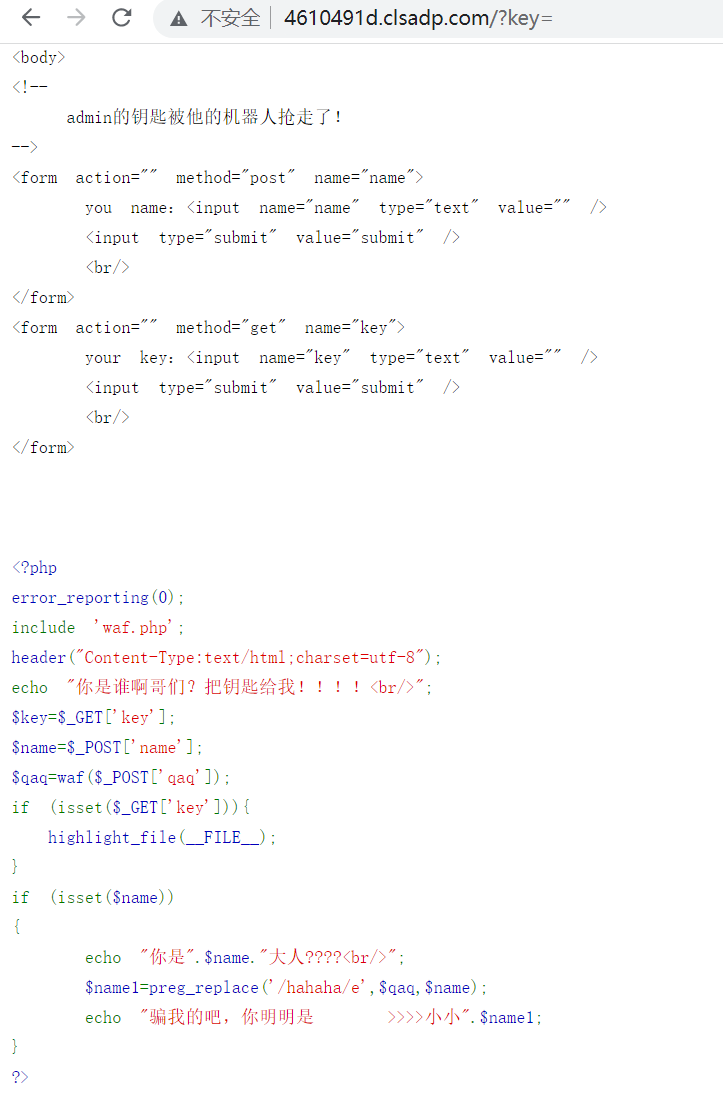 不安全 4610491d.clsadp.com/?key=
<body>
<!--
admin的钥匙被他的机器人抢走了！
-->
<form action="" method="post" name="name">
you name: <input name="name" type="text" value="" />
<input type="submit" value="submit" />
<br/>
</form>
<form action="" method="get" name="key">
your key: <input name="key" type="text" value="" />
<input type="submit" value="submit" />
<br/>
</form>
<?php
error_reporting(0);
include 'waf.php';
header("Content-Type:text/html;charset=utf-8");
echo "你是谁啊哥们？把钥匙给我！！！！<br/>";
$key=$_GET['key'];
$name=$_POST['name'];
$qaq=waf($_POST['qaq']);
if (isset($_GET['key'])){
highlight_file(__FILE__);
}
if (isset($name))
{
echo "你是".$name."大人????<br/>";
$name1=preg_replace('/hahaha/e',$qaq,$name);
echo "骗我的吧，你明明是 >>>>小小".$name1;
}
?>